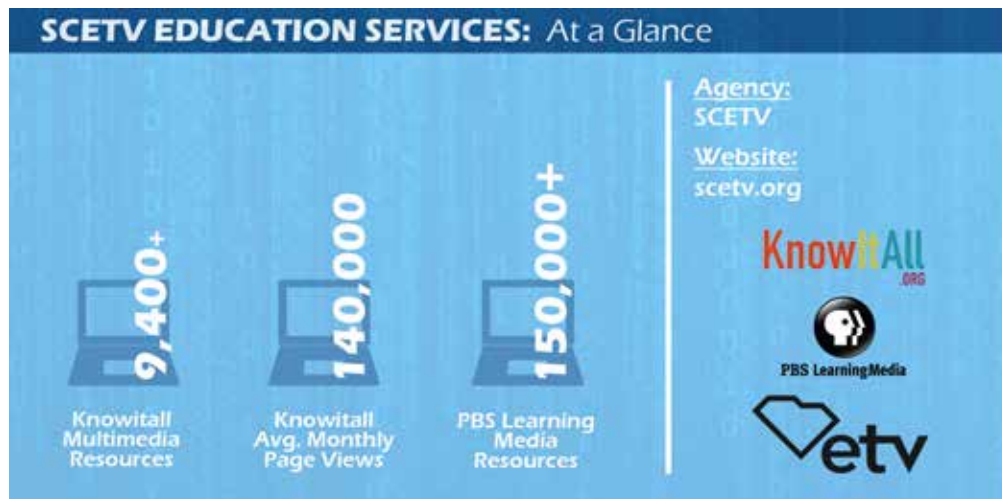 SCETV EDUCATION SERVICES: At a Glance
9,400+
Knowitall
Multimedia
Resources
140,000
Knowitall
Avg. Monthly
Page Views
150,000+
PBS Learning
Media
Resources
Agency:
SCETV
Website:
scetv.org
KnowItAll
.ORG
PBS LearningMedia
etv